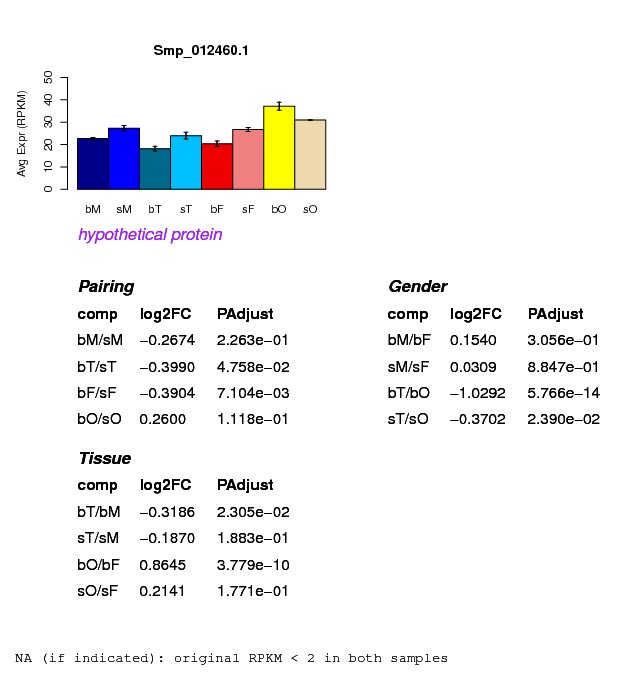 Smp_012460.1
Avg Expr (RPKM)
0 10 20 30 40 50
bM sM bT sT bF sF bO sO
hypothetical protein
Pairing
comp log2FC PAdjust
bM/sM −0.2674 2.263e−01
bT/sT −0.3990 4.758e−02
bF/sF −0.3904 7.104e−03
bO/sO 0.2600 1.118e−01
Gender
comp log2FC PAdjust
bM/bF 0.1540 3.056e−01
sM/sF 0.0309 8.847e−01
bT/bO −1.0292 5.766e−14
sT/sO −0.3702 2.390e−02
Tissue
comp log2FC PAdjust
bT/bM −0.3186 2.305e−02
sT/sM −0.1870 1.883e−01
bO/bF 0.8645 3.779e−10
sO/sF 0.2141 1.771e−01
NA (if indicated): original RPKM < 2 in both samples